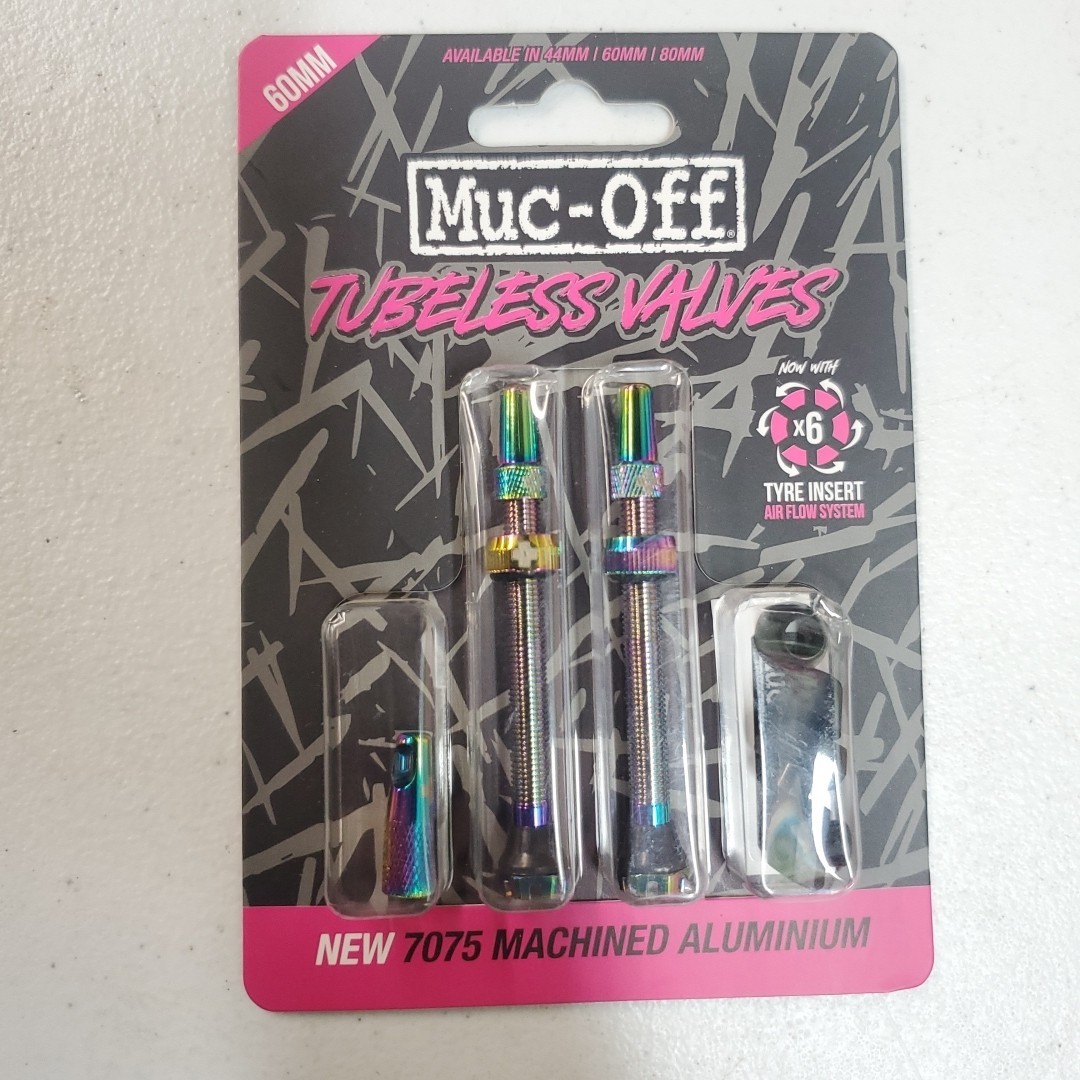 60MM
AVAILABLE IN 44MM | 60MM | 80MM
Muc-Off®
TUBELESS VALVES
NOW WITH
x6
TYRE INSERT
AIR FLOW SYSTEM
NEW 7075 MACHINED ALUMINIUM